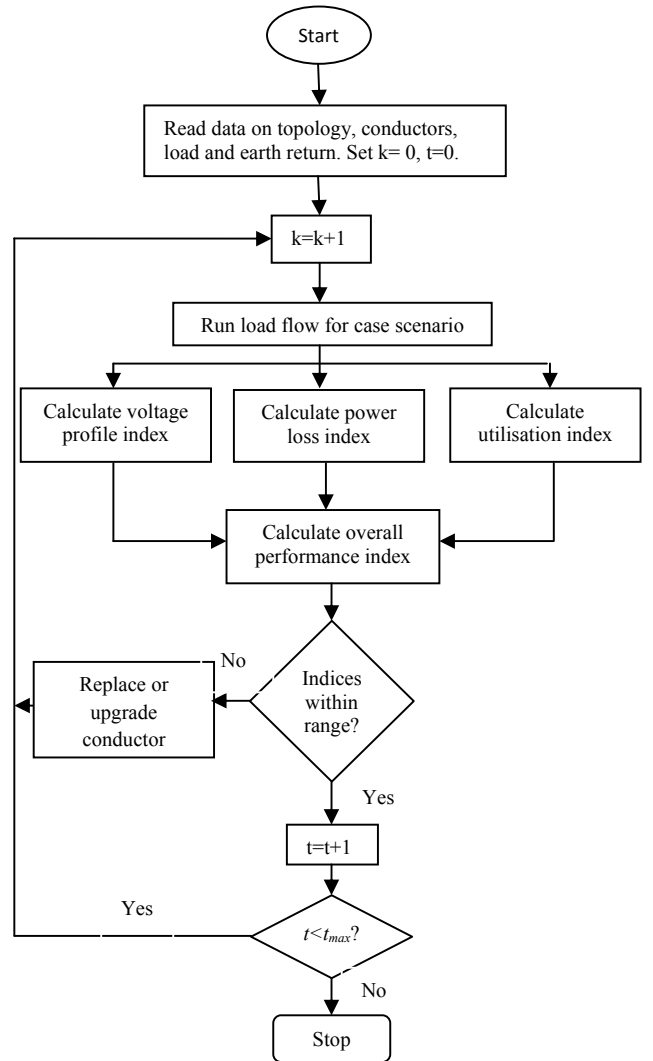 Start
Read data on topology, conductors,
load and earth return. Set k= 0, t=0.
k=k+1
Run load flow for case scenario
Calculate voltage
profile index
Calculate power
loss index
Calculate
utilisation index
Calculate overall
performance index
Indices
within
range?
No
Replace or
upgrade
conductor
Yes
t=t+1
t<tmax?
Yes
No
Stop